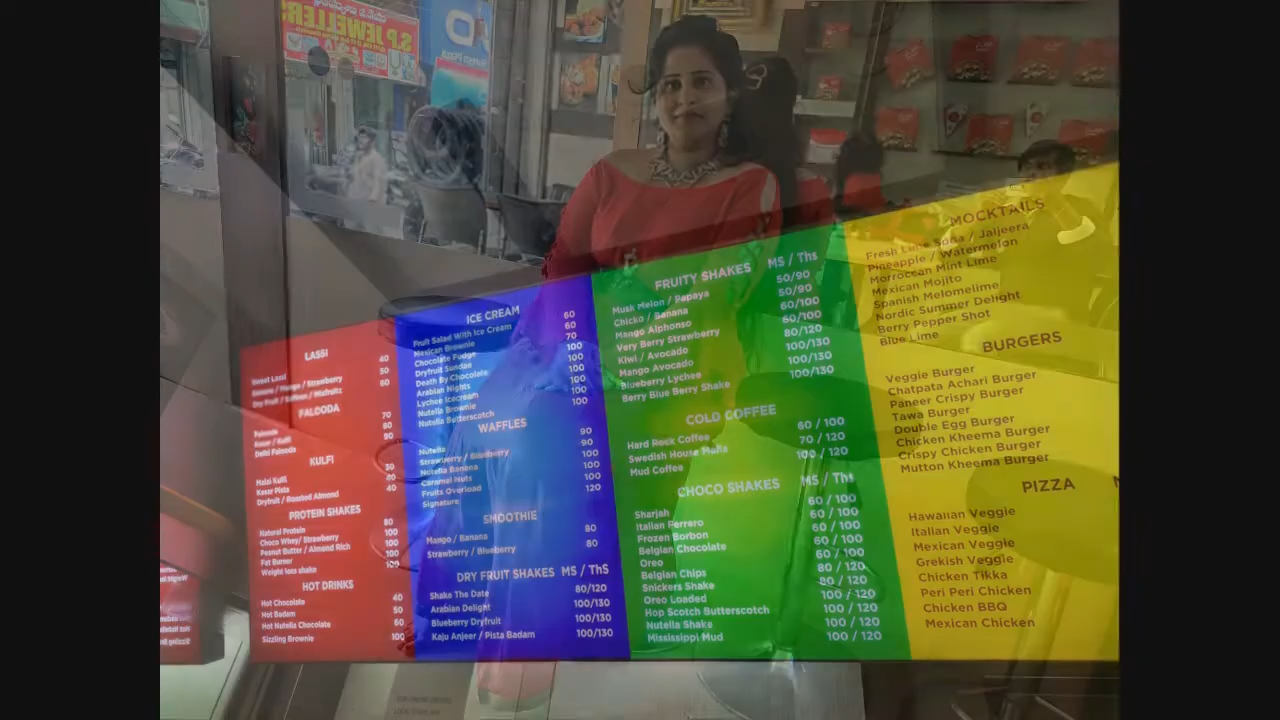 S.P JEWELLERS
LASSI
Sweet Lassi 40
Banana / Mango / Strawberry 50
Dry Fruit / Saffron / Mixfruitz 60
FALOODA
Falooda 70
Kesar / Kulfi 80
Delhi Falooda 90
KULFI
Malai Kulfi 30
Kesar Pista 30
Dryfruit / Roasted Almond 40
PROTEIN SHAKES
Natural Protein 80
Choco Whey/ Strawberry 100
Peanut Butter / Almond Rich 100
Fat Burner 100
Weight loss shake 100
HOT DRINKS
Hot Chocolate 40
Hot Badam 50
Hot Nutella Chocolate 60
Sizzling Brownie 100
ICE CREAM
Fruit Salad With Ice Cream 60
Mexican Brownie 60
Chocolate Fudge 70
Dryfruit Sundae 100
Death By Chocolate 100
Arabian Nights 100
Lychee Icecream 100
Nutella Brownie 100
Nutella Butterscotch 100
WAFFLES
Nutella 90
Strawberry / Blueberry 90
Nutella Banana 100
Caramel Nuts 100
Fruits Overload 120
Signature
SMOOTHIE
Mango / Banana 80
Strawberry / Blueberry 80
DRY FRUIT SHAKES MS / ThS
Shake The Date 80/120
Arabian Delight 100/130
Blueberry Dryfruit 100/130
Kaju Anjeer / Pista Badam 100/130
FRUITY SHAKES MS / Ths
Musk Melon / Papaya 50/90
Chicko / Banana 50/90
Mango Alphonso 60/100
Very Berry Strawberry 60/100
Kiwi / Avocado 80/120
Mango Avocado 100/130
Blueberry Lychee 100/130
Berry Blue Berry Shake 100/130
COLD COFFEE
Hard Rock Coffee 60 / 100
Swedish House Mafia 70 / 120
Mud Coffee 100 / 120
CHOCO SHAKES MS / Ths
Sharjah 60 / 100
Italian Ferrero 60 / 100
Frozen Borbon 60 / 100
Belgian Chocolate 60 / 100
Oreo 60 / 100
Belgian Chips 80 / 120
Snickers Shake 80 / 120
Oreo Loaded 100 / 120
Hop Scotch Butterscotch 100 / 120
Nutella Shake 100 / 120
Mississippi Mud 100 / 120
MOCKTAILS
Fresh Lime Soda / Jaljeera
Pineapple / Watermelon
Morroccan Mint Lime
Mexican Mojito
Spanish Melomelime
Nordic Summer Delight
Berry Pepper Shot
Blue Lime
BURGERS
Veggie Burger
Chatpata Achari Burger
Paneer Crispy Burger
Tawa Burger
Double Egg Burger
Chicken Kheema Burger
Crispy Chicken Burger
Mutton Kheema Burger
PIZZA
Hawaiian Veggie
Italian Veggie
Mexican Veggie
Grekish Veggie
Chicken Tikka
Peri Peri Chicken
Chicken BBQ
Mexican Chicken